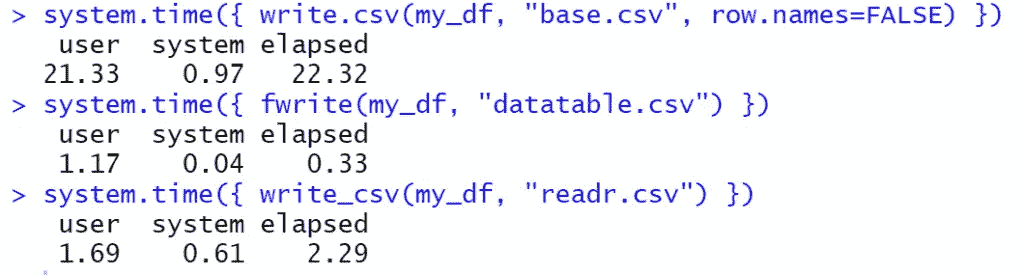 > system.time({ write.csv(my_df, "base.csv", row.names=FALSE) })
user system elapsed
21.33 0.97 22.32
> system.time({ fwrite(my_df, "datatable.csv") })
user system elapsed
1.17 0.04 0.33
> system.time({ write_csv(my_df, "readr.csv") })
user system elapsed
1.69 0.61 2.29